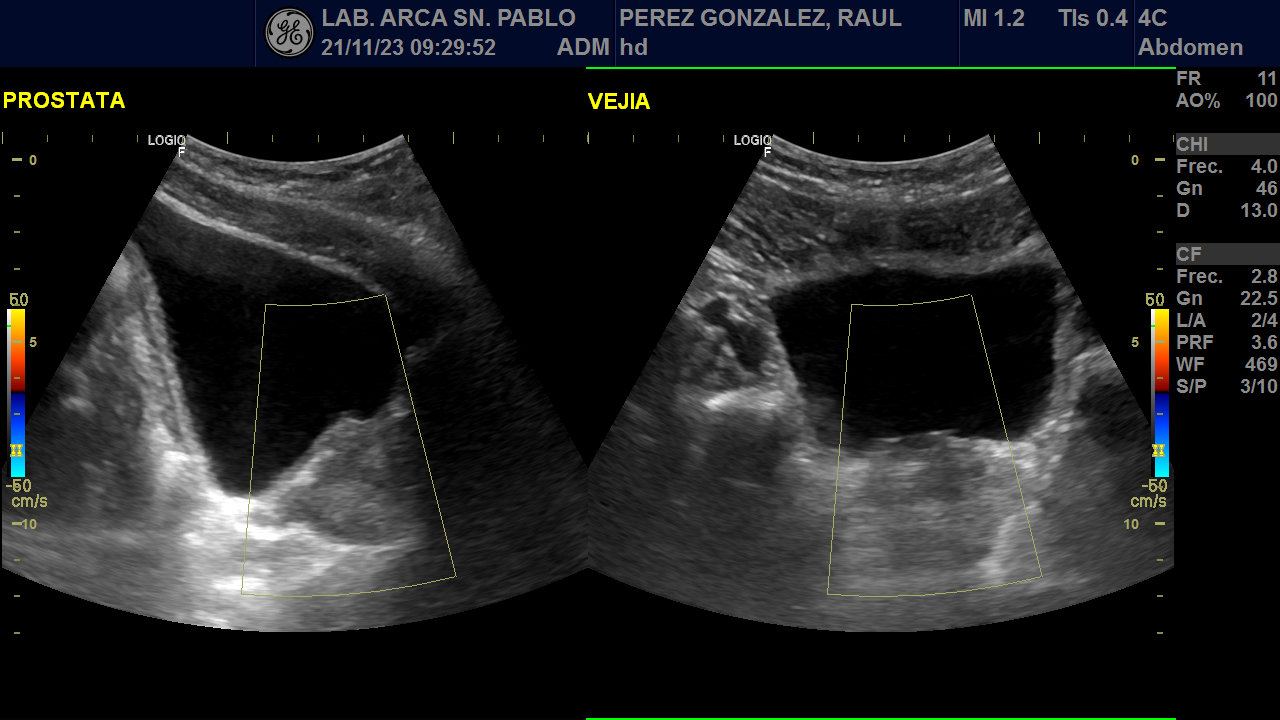 LAB. ARCA SN. PABLO
21/11/23 09:29:52 ADM
PEREZ GONZALEZ, RAUL
hd
MI 1.2 TIs 0.4
4C
Abdomen
PROSTATA
VEJIA
FR 11
AO% 100
CHI
Frec. 4.0
Gn 46
D 13.0
CF
Frec. 2.8
Gn 22.5
L/A 2/4
PRF 3.6
WF 469
S/P 3/10
LOGIQ
F
0
5
10
50
-50
cm/s
LOGIQ
F
0
5
10
50
-50
cm/s